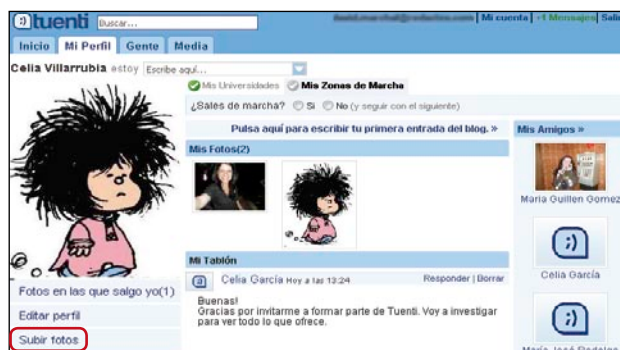 tuenti Buscar...
Mi cuenta | +1 Mensajes | Salir
Inicio Mi Perfil Gente Media
Celia Villarrubia estoy Escribe aquí...
Mis Universidades Mis Zonas de Marcha
¿Sales de marcha? Si No (y seguir con el siguiente)
Pulsa aquí para escribir tu primera entrada del blog. »
Mis Amigos »
Mis Fotos(2)
Maria Guillen Gomez
Celia García
Mi Tablón
Celia García Hoy a las 13:24 Responder | Borrar
Buenas!
Gracias por invitarme a formar parte de Tuenti. Voy a investigar
para ver todo lo que ofrece.
Fotos en las que salgo yo(1)
Editar perfil
Subir fotos